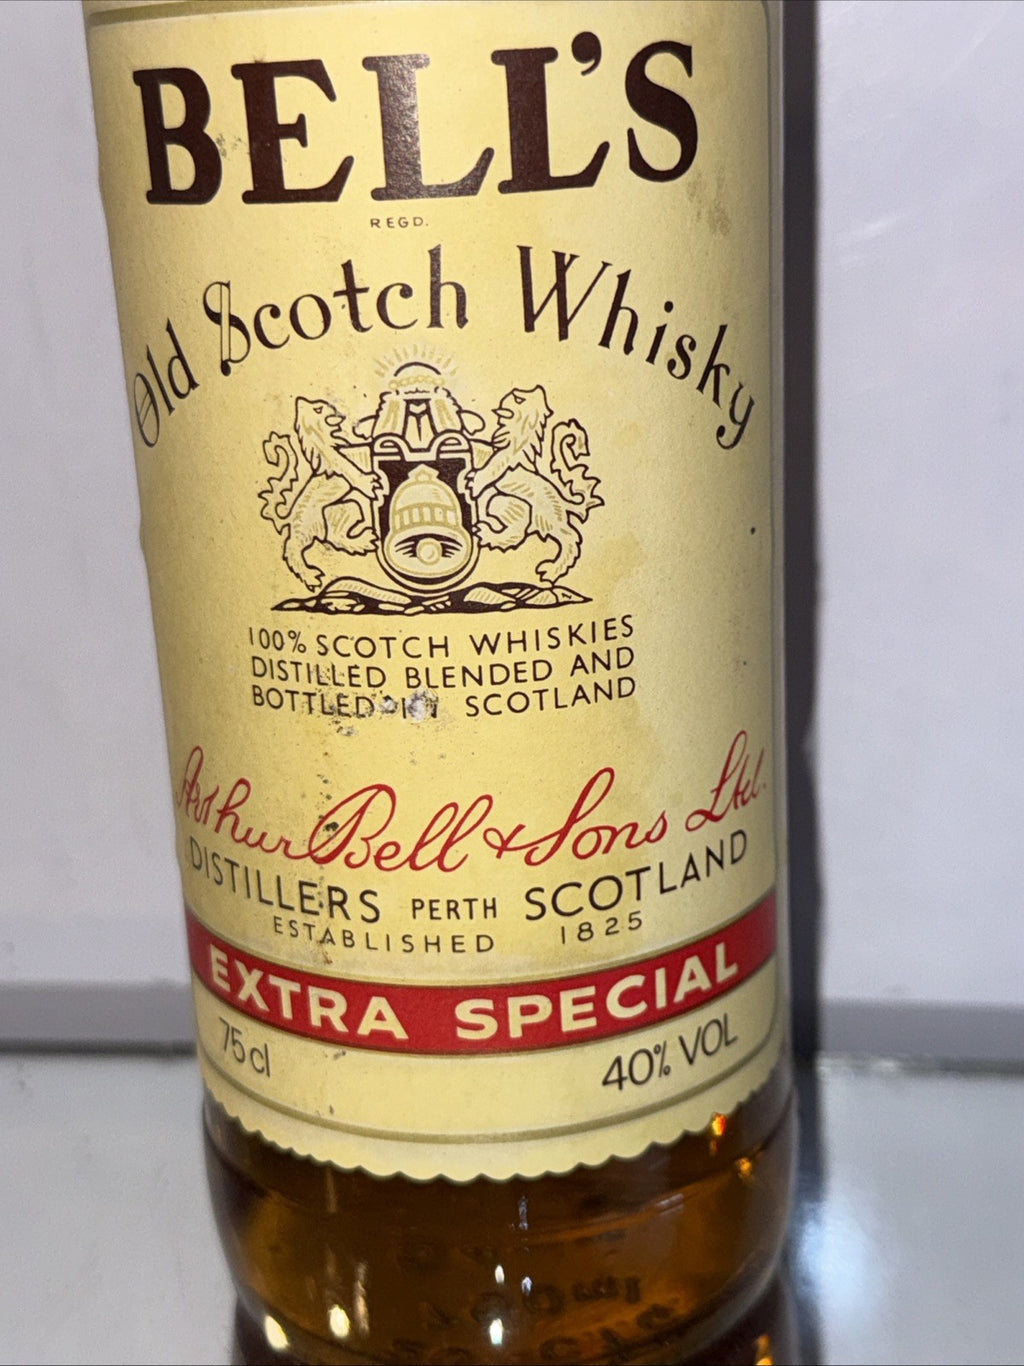 BELL'S
REGD.
Old Scotch Whisky
100% SCOTCH WHISKIES
DISTILLED BLENDED AND
BOTTLED SCOTLAND
Arthur Bell & Sons Ltd.
DISTILLERS PERTH SCOTLAND
ESTABLISHED 1825
EXTRA SPECIAL
75cl 40% VOL